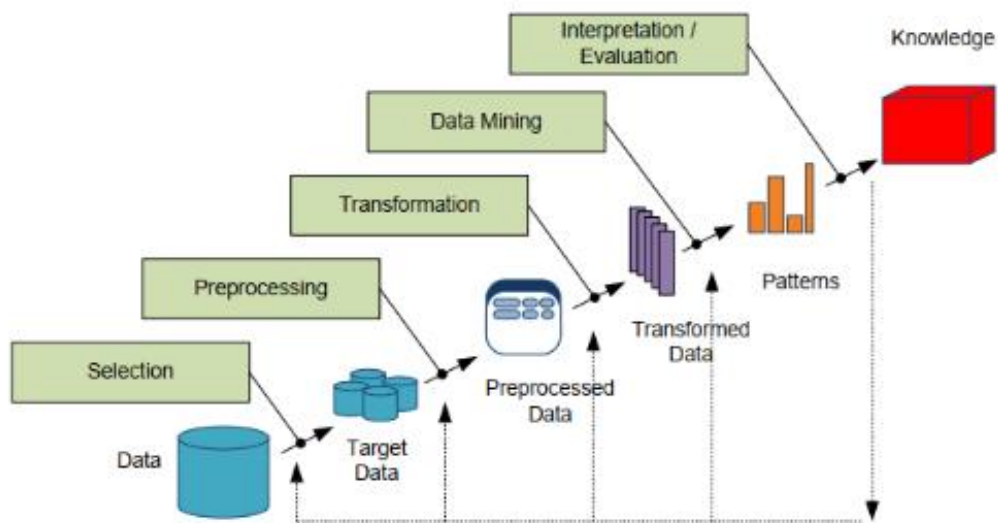 Interpretation /
Evaluation
Knowledge
Data Mining
Transformation
Patterns
Preprocessing
Transformed
Data
Selection
Preprocessed
Data
Target
Data
Data